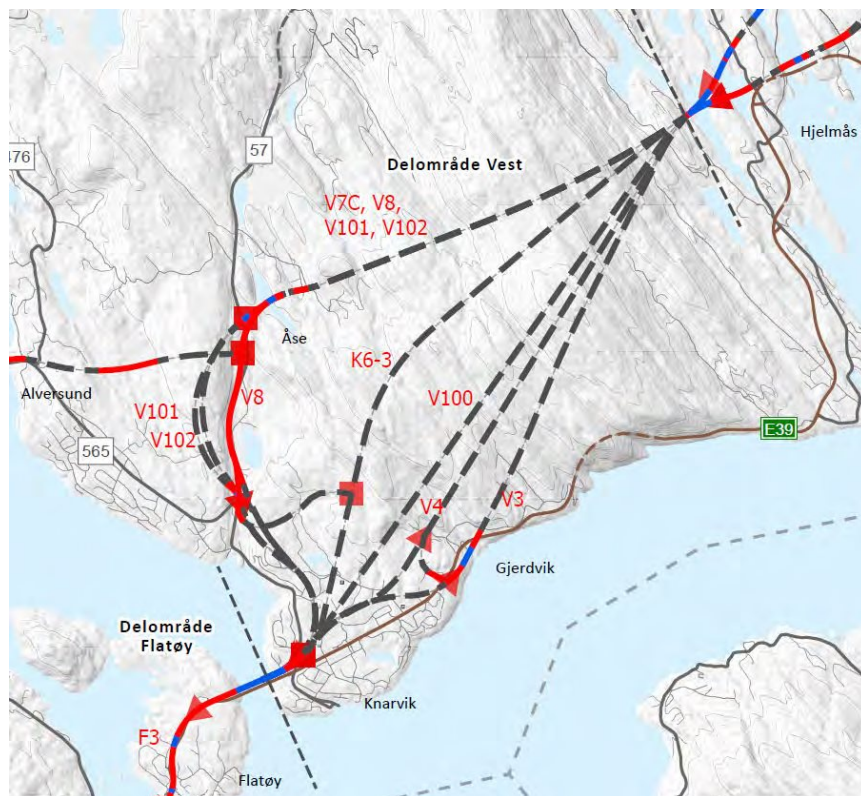 Hjelmås
476
57
Delområde Vest
V7C, V8,
V101, V102
Åse
K6-3
Alversund
V8
V100
V101
V102
565
E39
V4
V3
Gjerdvik
Delområde
Flatøy
Knarvik
F3
Flatøy